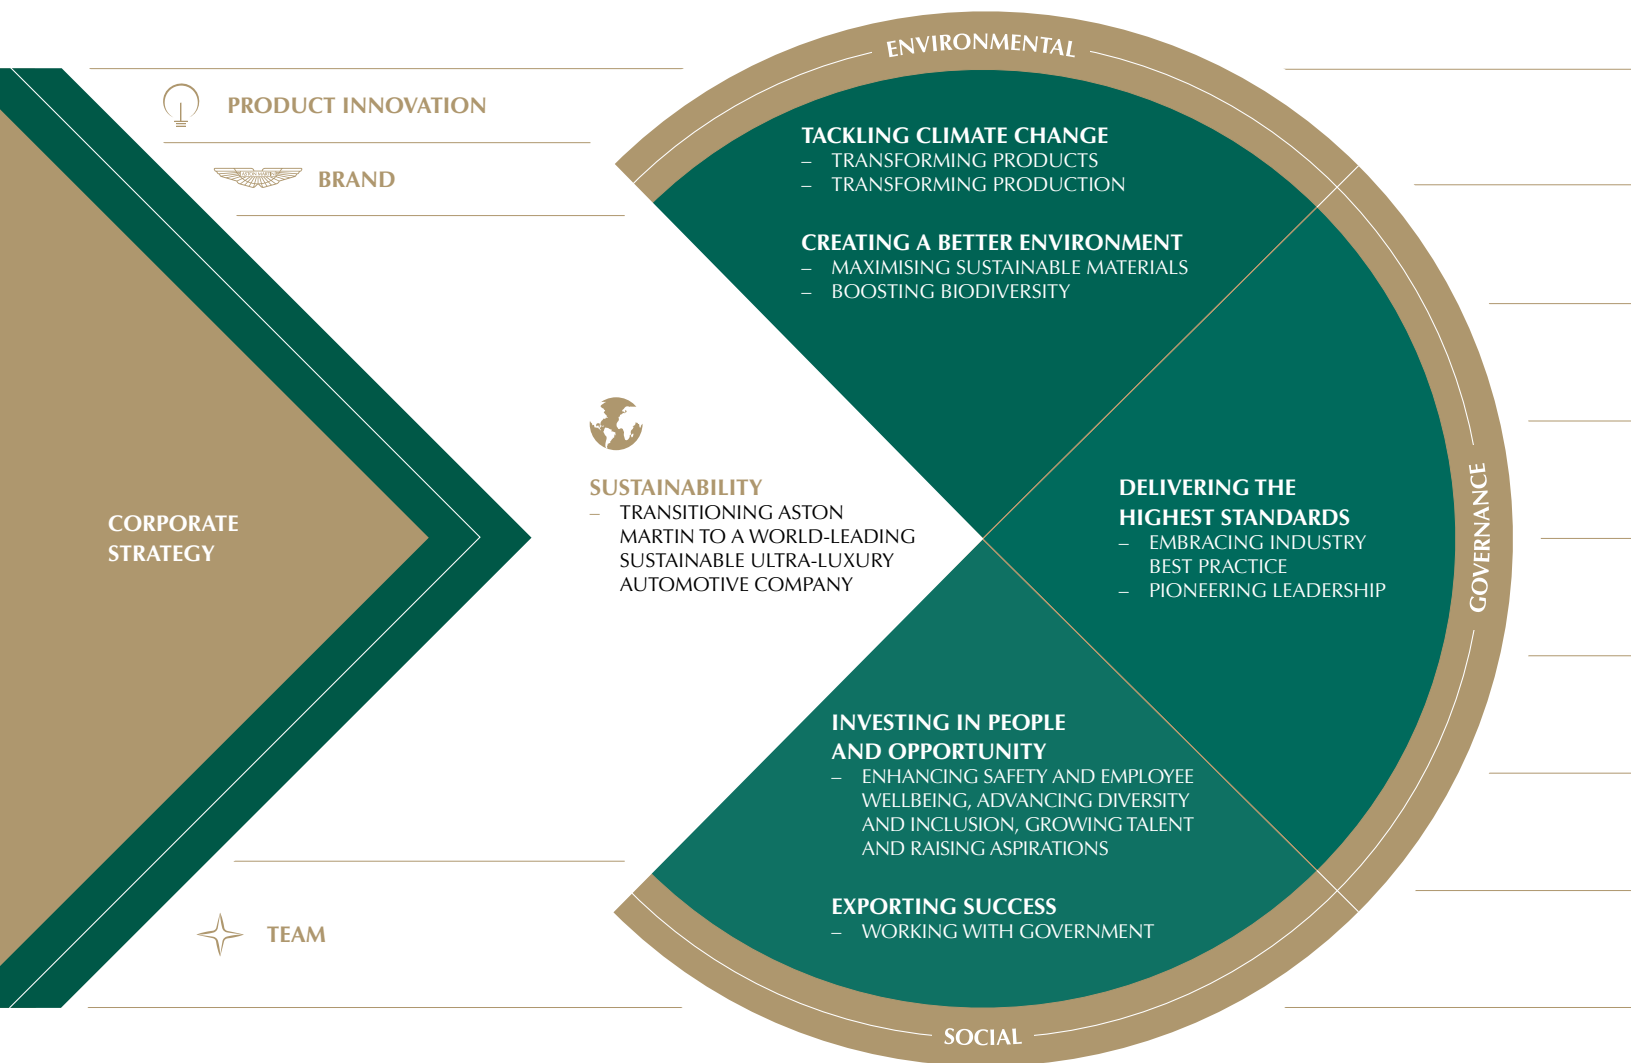 ENVIRONMENTAL
PRODUCT INNOVATION
BRAND
TACKLING CLIMATE CHANGE
– TRANSFORMING PRODUCTS
– TRANSFORMING PRODUCTION
CREATING A BETTER ENVIRONMENT
– MAXIMISING SUSTAINABLE MATERIALS
– BOOSTING BIODIVERSITY
CORPORATE
STRATEGY
SUSTAINABILITY
– TRANSITIONING ASTON
MARTIN TO A WORLD-LEADING
SUSTAINABLE ULTRA-LUXURY
AUTOMOTIVE COMPANY
DELIVERING THE
HIGHEST STANDARDS
– EMBRACING INDUSTRY
BEST PRACTICE
– PIONEERING LEADERSHIP
GOVERNANCE
INVESTING IN PEOPLE
AND OPPORTUNITY
– ENHANCING SAFETY AND EMPLOYEE
WELLBEING, ADVANCING DIVERSITY
AND INCLUSION, GROWING TALENT
AND RAISING ASPIRATIONS
EXPORTING SUCCESS
– WORKING WITH GOVERNMENT
TEAM
SOCIAL